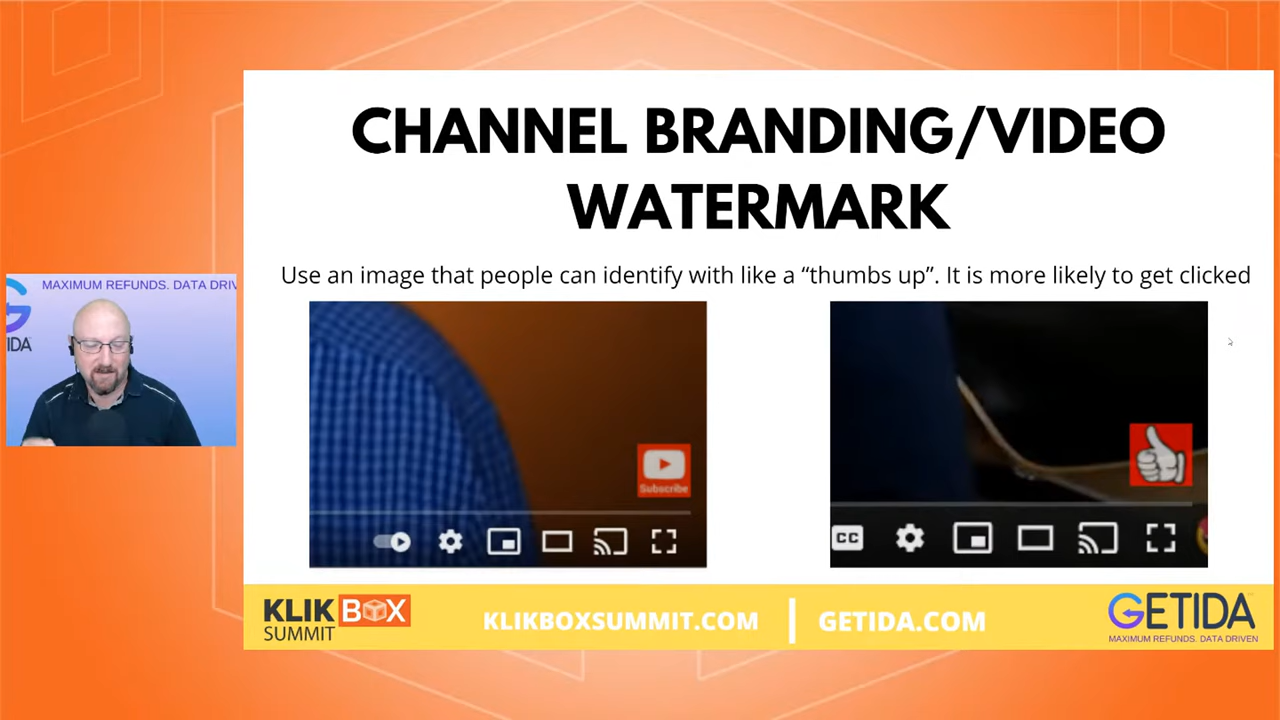 CHANNEL BRANDING/VIDEO
WATERMARK
Use an image that people can identify with like a “thumbs up”. It is more likely to get clicked
MAXIMUM REFUNDS. DATA DRIV
TIDA
Subscribe
CC
KLIK BOX
SUMMIT
KLIKBOXSUMMIT.COM | GETIDA.COM
GETIDA
MAXIMUM REFUNDS. DATA DRIVEN